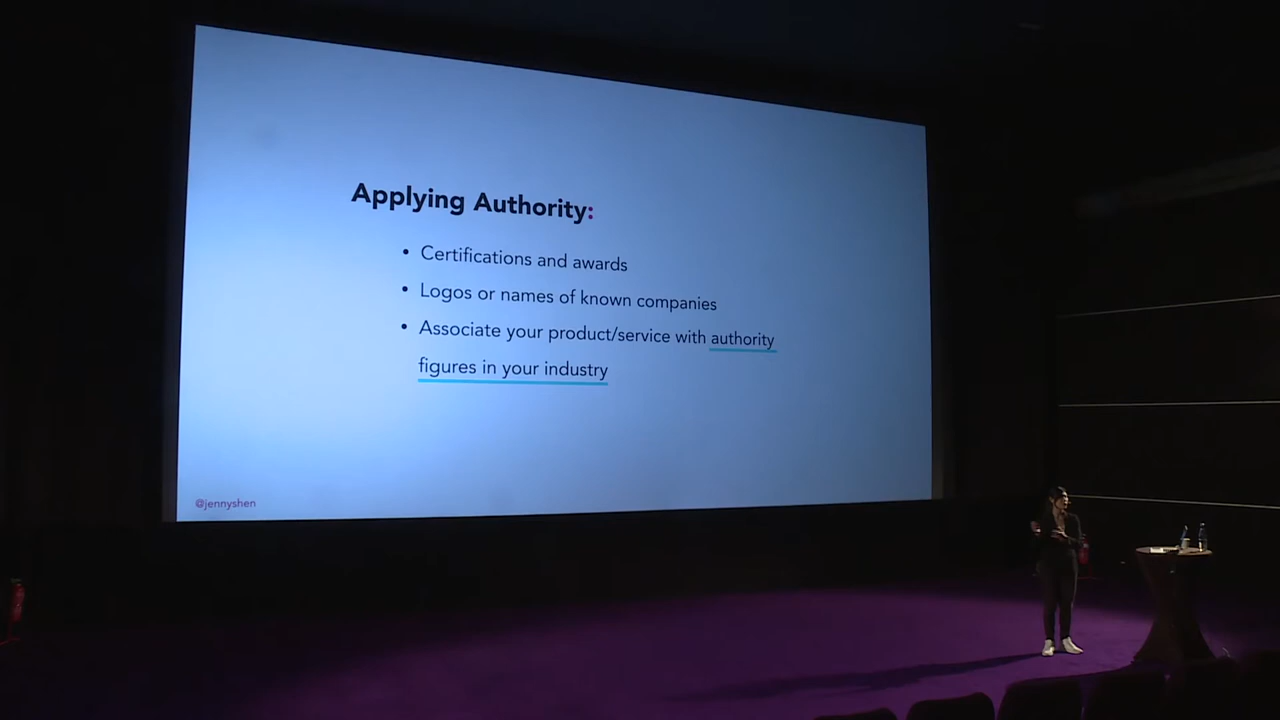 Applying Authority:
• Certifications and awards
• Logos or names of known companies
• Associate your product/service with authority
figures in your industry
@jennyshen